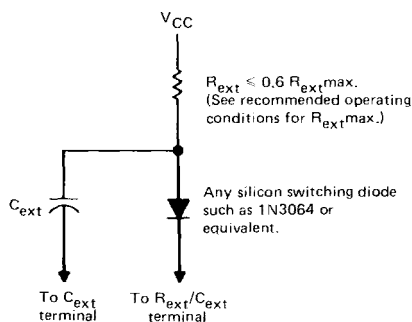 VCC
Rext ≤ 0.6 Rextmax.
(See recommended operating
conditions for Rextmax.)
Cext
Any silicon switching diode
such as 1N3064 or
equivalent.
To Cext
terminal
To Rext/Cext
terminal